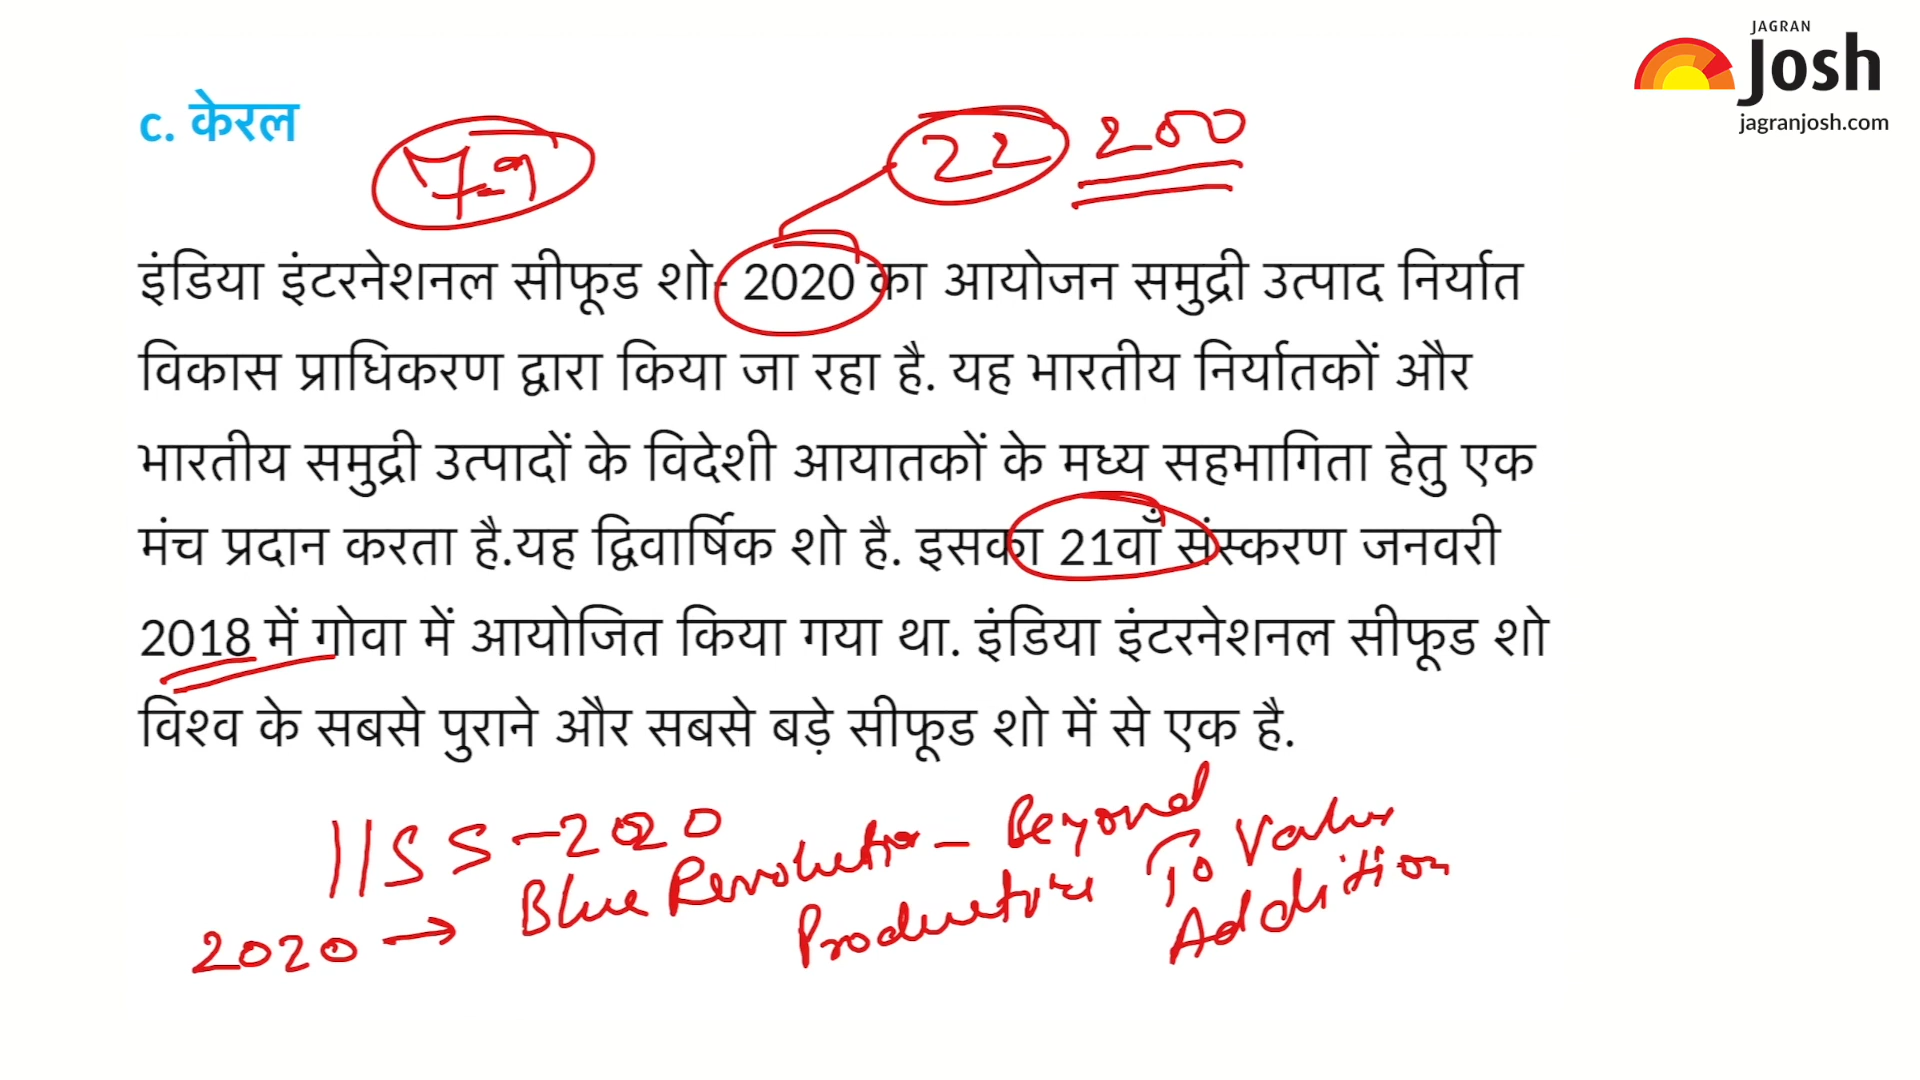 JAGRAN
Josh
jagranjosh.com
c. केरल
7-9
22 200
इंडिया इंटरनेशनल सीफूड शो- 2020 का आयोजन समुद्री उत्पाद निर्यात
विकास प्राधिकरण द्वारा किया जा रहा है. यह भारतीय निर्यातकों और
भारतीय समुद्री उत्पादों के विदेशी आयातकों के मध्य सहभागिता हेतु एक
मंच प्रदान करता है.यह द्विवार्षिक शो है. इसका 21वाँ संस्करण जनवरी
2018 में गोवा में आयोजित किया गया था. इंडिया इंटरनेशनल सीफूड शो
विश्व के सबसे पुराने और सबसे बड़े सीफूड शो में से एक है.
IISS-2020
2020 → Blue Revolution - Beyond
Production To Value
Addition